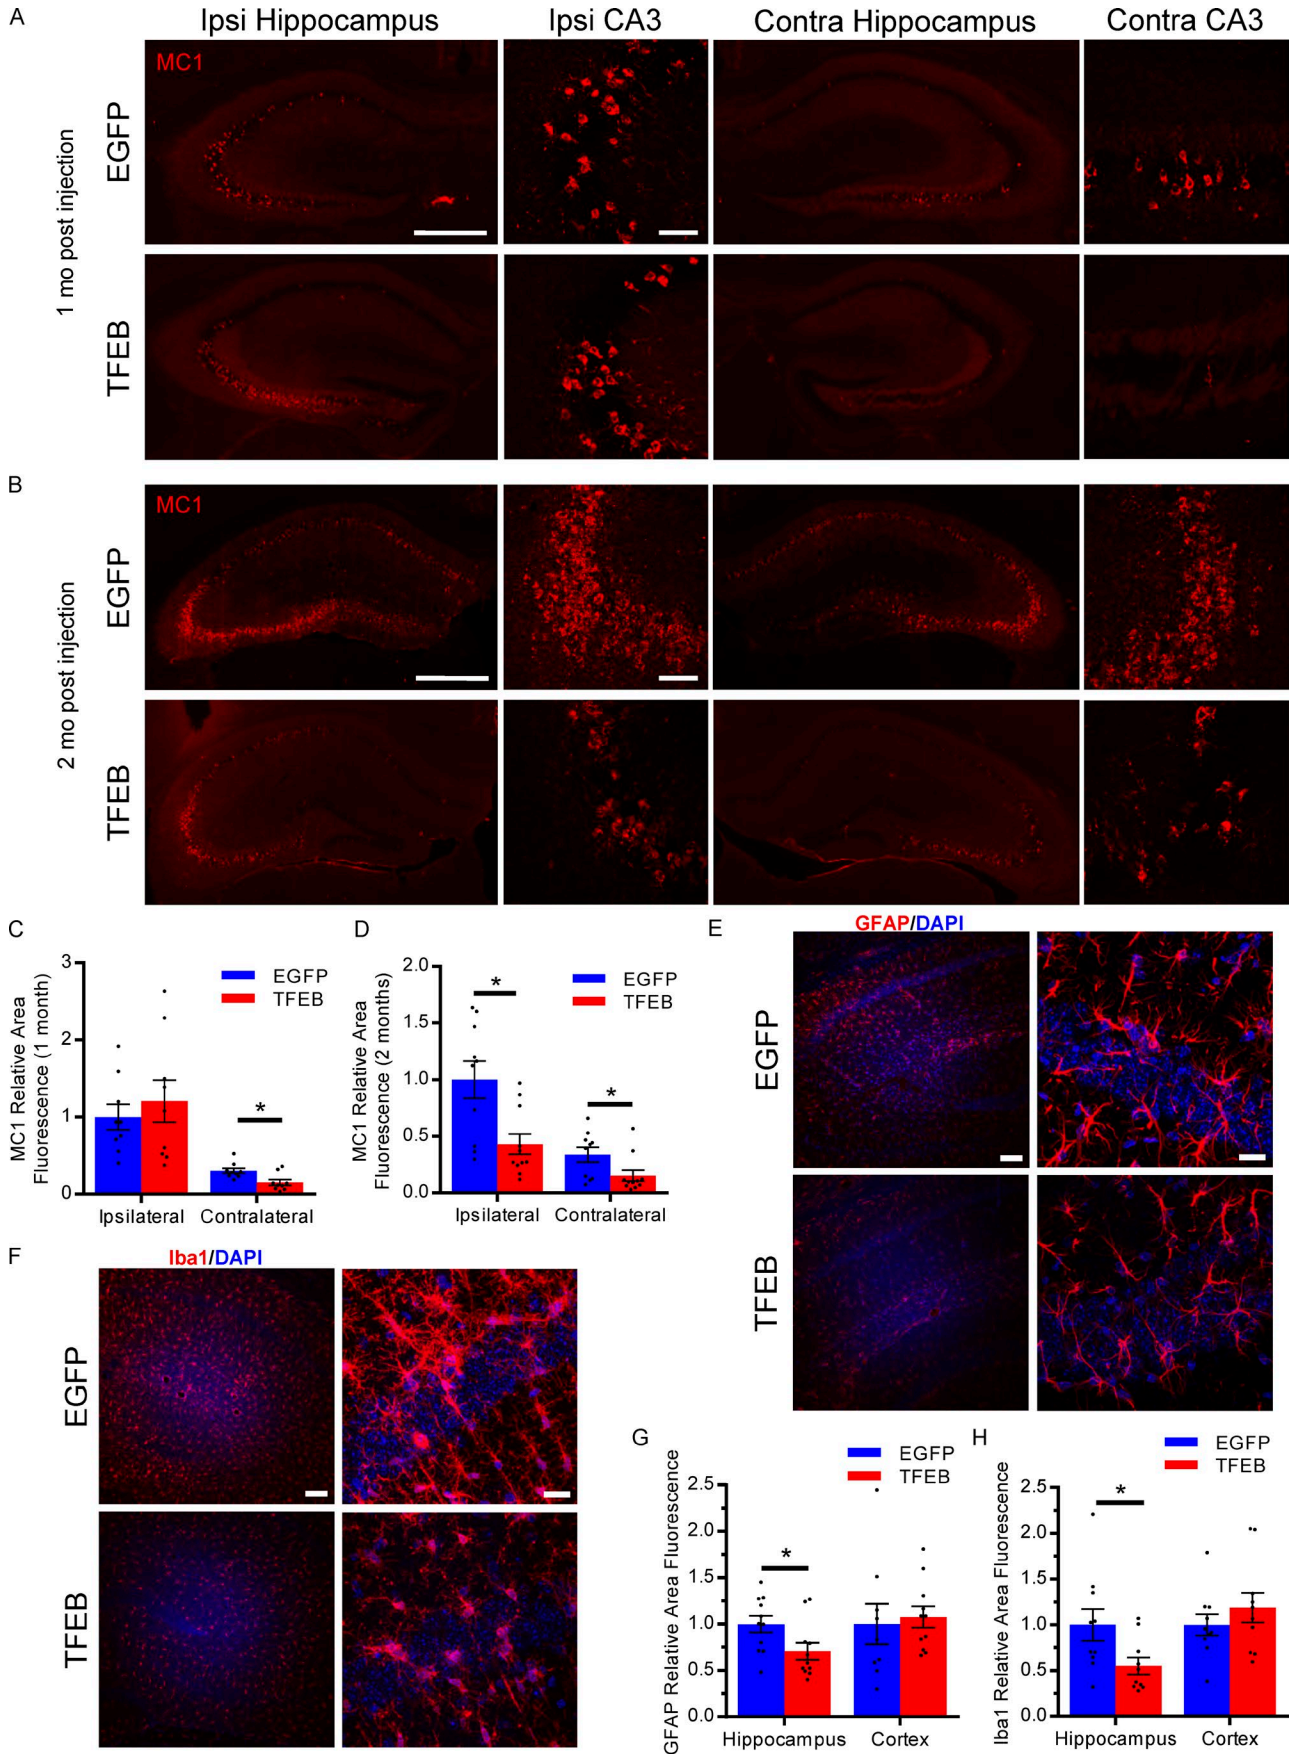 A
Ipsi Hippocampus
Ipsi CA3
Contra Hippocampus
Contra CA3
1 mo post injection
MC1
EGFP
TFEB
B
2 mo post injection
MC1
EGFP
TFEB
C
MC1 Relative Area
Fluorescence (1 month)
3
2
1
0
EGFP
TFEB
*
Ipsilateral
Contralateral
D
MC1 Relative Area
Fluorescence (2 months)
2.0
1.5
1.0
0.5
0.0
EGFP
TFEB
*
*
Ipsilateral
Contralateral
E
GFAP/DAPI
EGFP
TFEB
F
Iba1/DAPI
EGFP
TFEB
G
GFAP Relative Area Fluorescence
2.5
2.0
1.5
1.0
0.5
0.0
EGFP
TFEB
*
Hippocampus
Cortex
H
Iba1 Relative Area Fluorescence
2.5
2.0
1.5
1.0
0.5
0.0
EGFP
TFEB
*
Hippocampus
Cortex